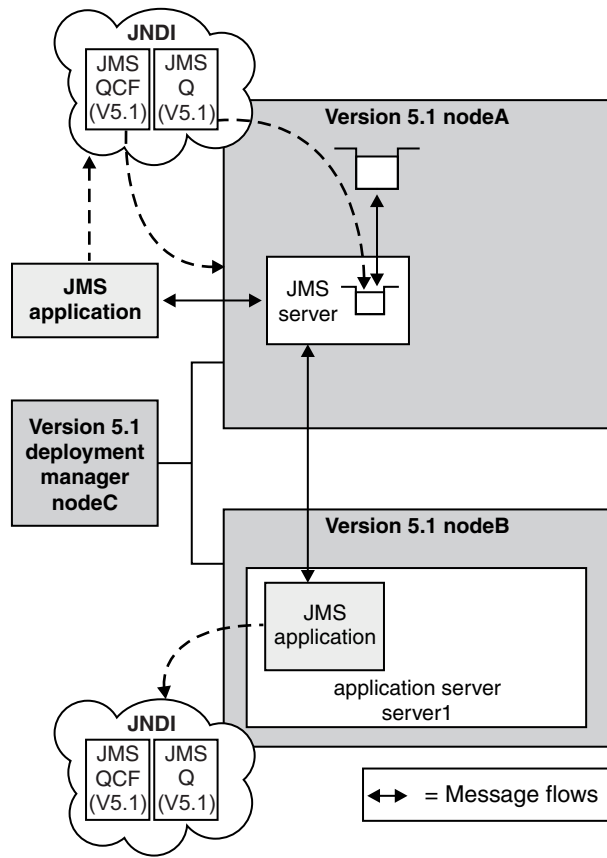 JNDI
JMS
QCF
(V5.1)
JMS
Q
(V5.1)
Version 5.1 nodeA
JMS
application
JMS
server
Version 5.1
deployment
manager
nodeC
Version 5.1 nodeB
JMS
application
application server
server1
JNDI
JMS
QCF
(V5.1)
JMS
Q
(V5.1)
= Message flows